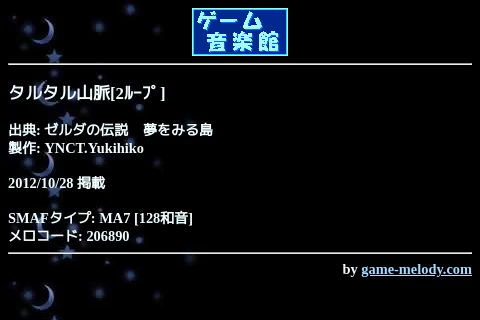 ゲーム
音楽館
タルタル山脈[2ﾙｰﾌﾟ]
出典: ゼルダの伝説　夢をみる島
製作: YNCT.Yukihiko
2012/10/28 掲載
SMAFタイプ: MA7 [128和音]
メロコード: 206890
by game-melody.com